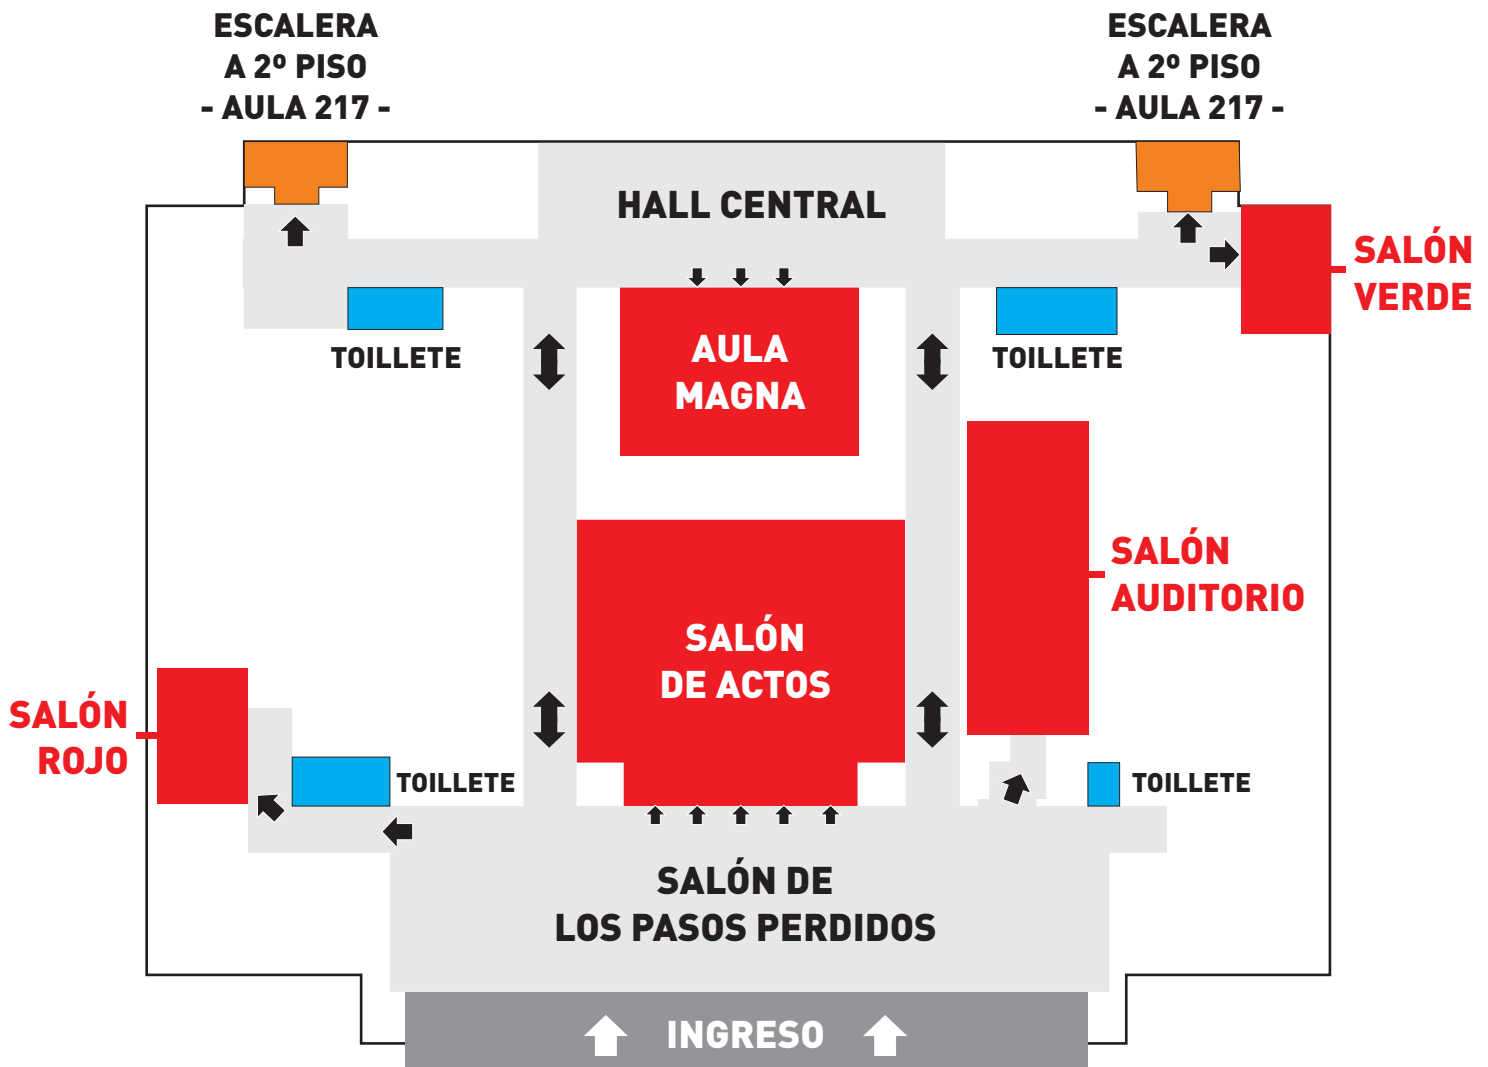 ESCALERA
A 2º PISO
- AULA 217 -
ESCALERA
A 2º PISO
- AULA 217 -
HALL CENTRAL
SALÓN
VERDE
TOILLETE
AULA
MAGNA
TOILLETE
SALÓN
AUDITORIO
SALÓN
DE ACTOS
SALÓN
ROJO
TOILLETE
TOILLETE
SALÓN DE
LOS PASOS PERDIDOS
INGRESO